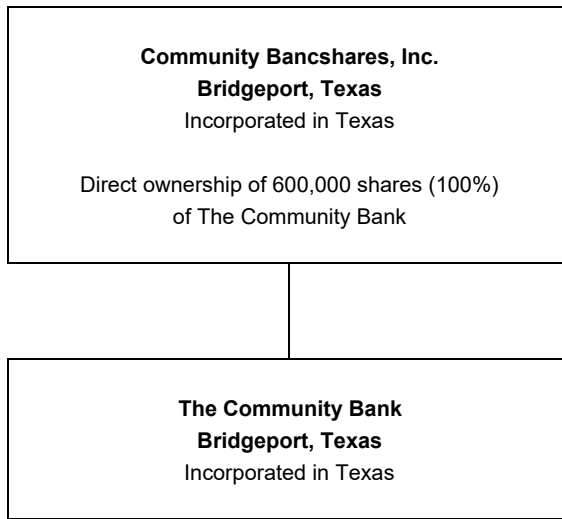 Community Bancshares, Inc.
Bridgeport, Texas
Incorporated in Texas
Direct ownership of 600,000 shares (100%)
of The Community Bank
The Community Bank
Bridgeport, Texas
Incorporated in Texas